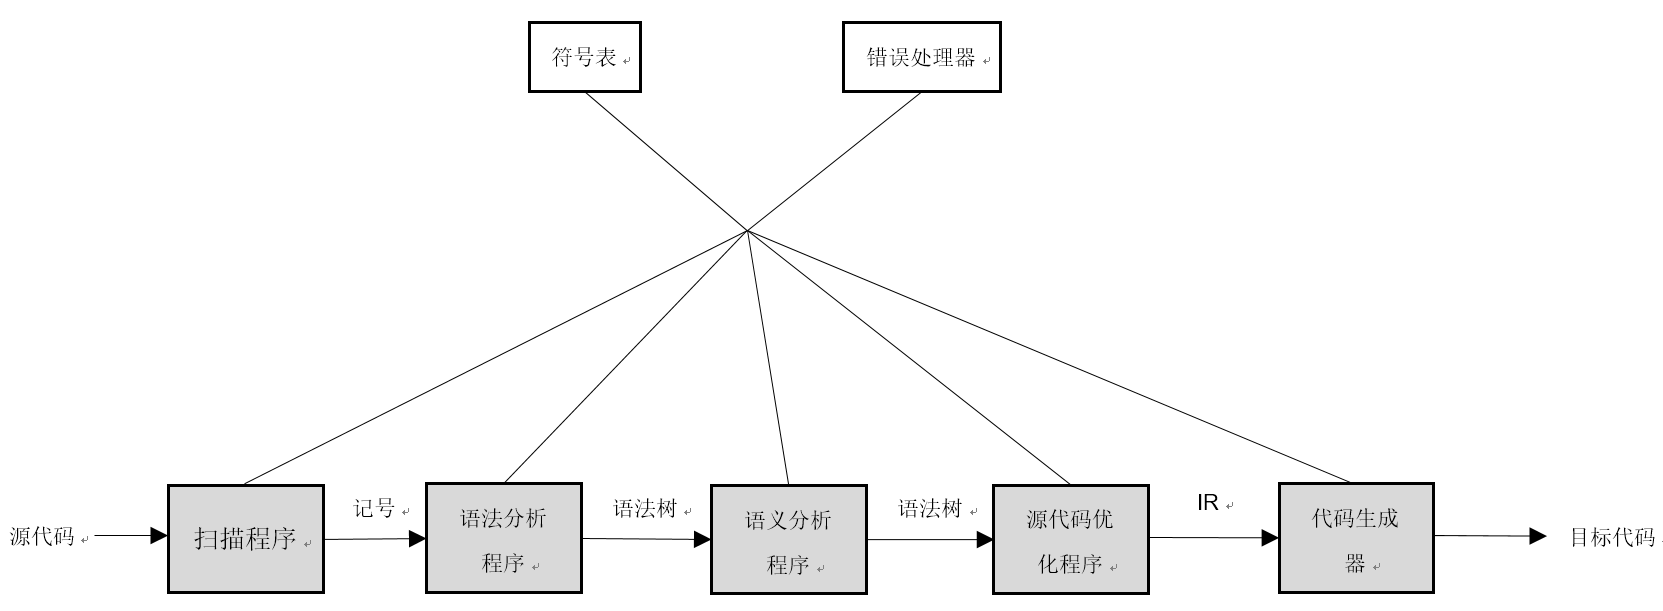 符号表
错误处理器
源代码
扫描程序
记号
语法分析
程序
语法树
语义分析
程序
语法树
源代码优
化程序
IR
代码生成
器
目标代码